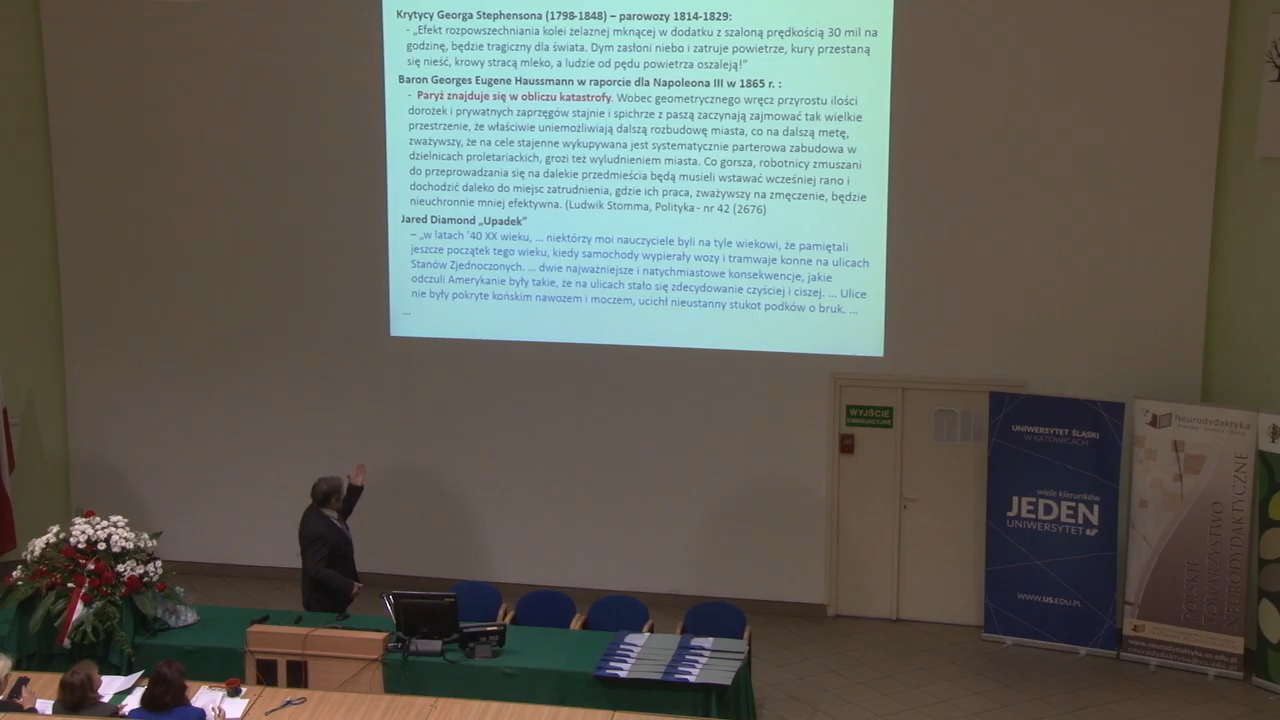 Krytycy Georga Stephensona (1798-1848) – parowozy 1814-1829:
- „Efekt rozpowszechniania kolei żelaznej mknącej w dodatku z szaloną prędkością 30 mil na
godzinę, będzie tragiczny dla świata. Dym zasłoni niebo i zatruje powietrze, kury przestaną
się nieść, krowy stracą mleko, a ludzie od pędu powietrza oszaleją!”
Baron Georges Eugene Haussmann w raporcie dla Napoleona III w 1865 r. :
- Paryż znajduje się w obliczu katastrofy. Wobec geometrycznego wręcz przyrostu ilości
dorożek i prywatnych zaprzęgów stajnie i spichrze z paszą zaczynają zajmować tak wielkie
przestrzenie, że właściwie uniemożliwiają dalszą rozbudowę miasta, co na dalszą metę,
zważywszy, że na cele stajenne wykupywana jest systematycznie parterowa zabudowa w
dzielnicach proletariackich, grozi też wyludnieniem miasta. Co gorsza, robotnicy zmuszani
do przeprowadzania się na dalekie przedmieścia będą musieli wstawać wcześniej rano i
dochodzić daleko do miejsc zatrudnienia, gdzie ich praca, zważywszy na zmęczenie, będzie
nieuchronnie mniej efektywna. (Ludwik Stomma, Polityka - nr 42 (2676)
Jared Diamond „Upadek”
– „w latach ’40 XX wieku, ... niektórzy moi nauczyciele byli na tyle wiekowi, że pamiętali
jeszcze początek tego wieku, kiedy samochody wypierały wozy i tramwaje konne na ulicach
Stanów Zjednoczonych. ... dwie najważniejsze i natychmiastowe konsekwencje, jakie
odczuli Amerykanie były takie, że na ulicach stało się zdecydowanie czyściej i ciszej. ... Ulice
nie były pokryte końskim nawozem i moczem, ucichł nieustanny stukot podków o bruk. ...
...
WYJŚCIE
EWAKUACYJNE
UNIWERSYTET ŚLĄSKI
W KATOWICACH
wiele kierunków
JEDEN
UNIWERSYTET
WWW.US.EDU.PL
Neurodydaktyka
POLSKIE
TOWARZYSTWO
NEURODYDAKTYCZNE